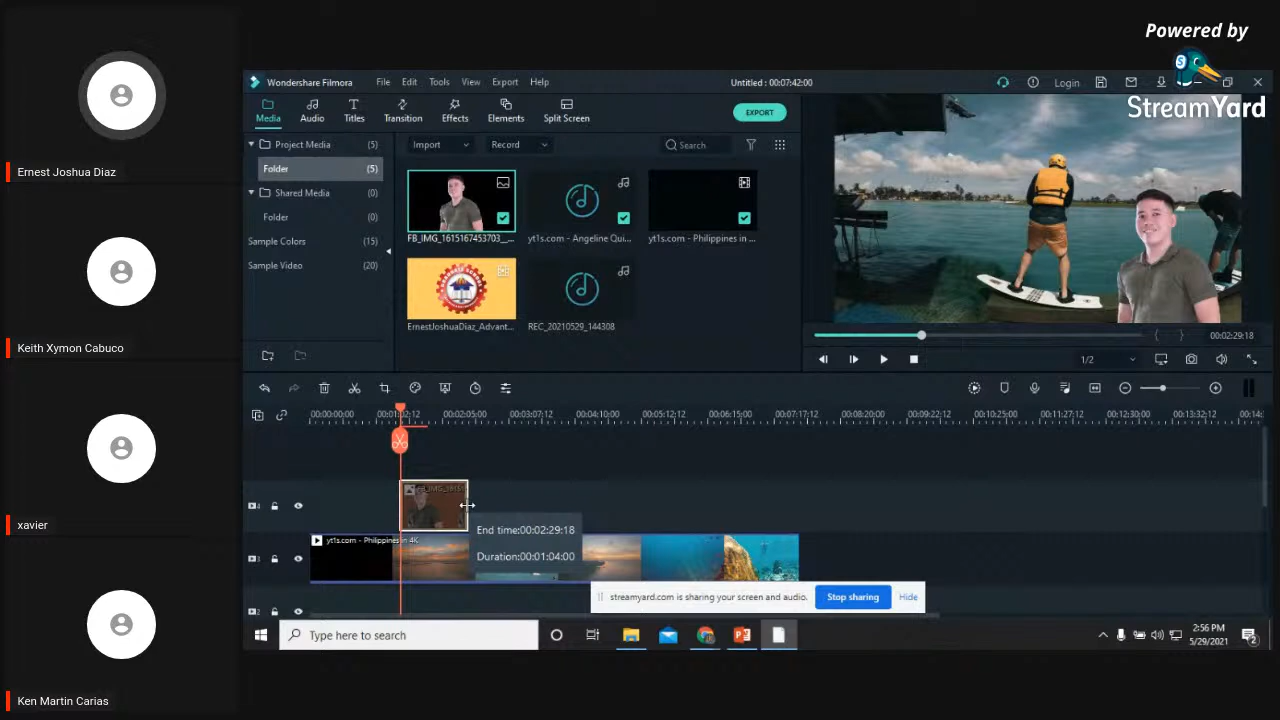 Powered by
StreamYard
Ernest Joshua Diaz
Keith Xymon Cabuco
xavier
Ken Martin Carias
Wondershare Filmora
File Edit Tools View Export Help
Untitled : 00:07:42:00
Login
Media Audio Titles Transition Effects Elements Split Screen
EXPORT
Project Media (5)
Folder (5)
Shared Media (0)
Folder (0)
Sample Colors (15)
Sample Video (20)
Import Record Search
FB_IMG_1615167453703__... yt1s.com - Angeline Qui... yt1s.com - Philippines in ...
ErnestJoshuaDiaz_Advant... REC_20210529_144308
00:02:29:18
1/2
00:00:00:00 00:01:02:12 00:02:05:00 00:03:07:12 00:04:10:00 00:05:12:12 00:06:15:00 00:07:17:12 00:08:20:00 00:09:22:12 00:10:25:00 00:11:27:12 00:12:30:00 00:13:32:12 00:14:
4
End time:00:02:29:18
Duration:00:01:04:00
3
yt1s.com - Philippines in 4K
2
streamyard.com is sharing your screen and audio. Stop sharing Hide
Type here to search
2:56 PM
5/29/2021
2